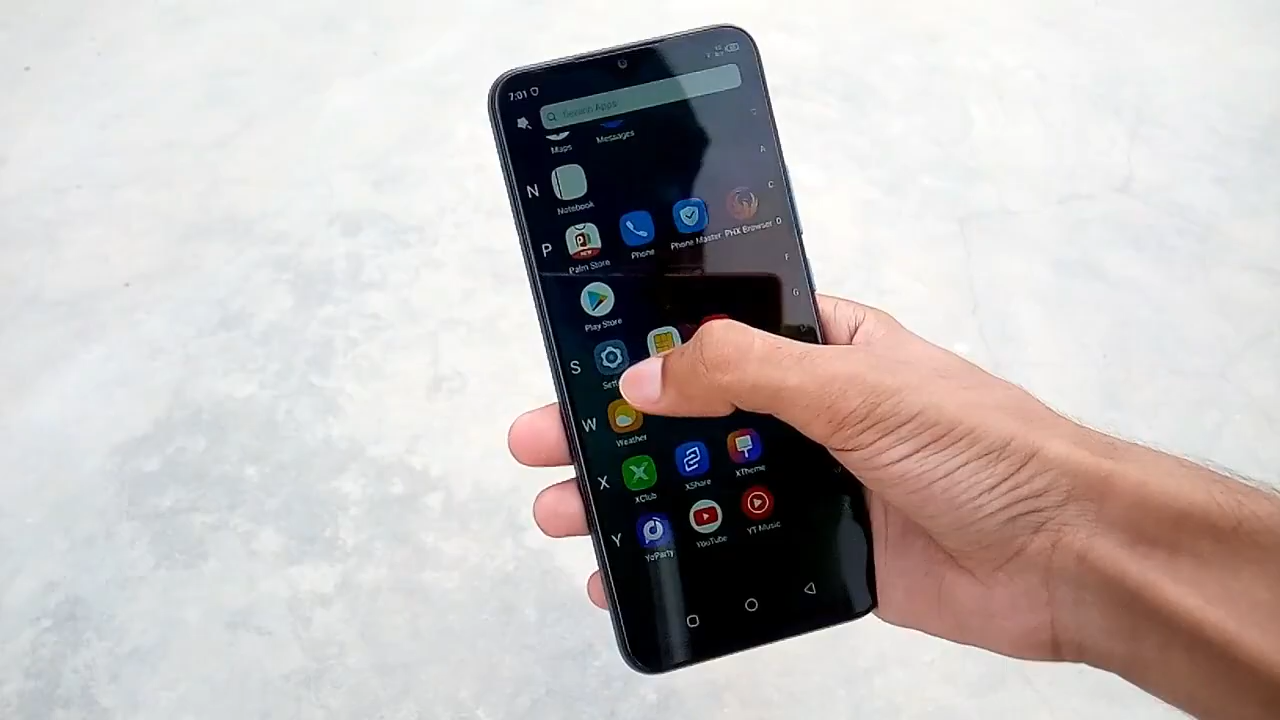 7:01
Search Apps
Maps Messages
A
N
Notebook
C
P
Palm Store Phone Phone Master PHX Browser
D
F
Play Store
G
S
W
Weather
X
XClub XShare XTheme
Y
YoParty YouTube YT Music